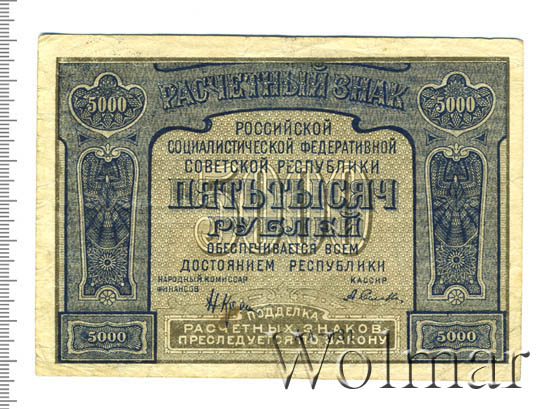 5000 РАСЧЕТНЫЙ ЗНАК 5000
РОССИЙСКОЙ
СОЦИАЛИСТИЧЕСКОЙ ФЕДЕРАТИВНОЙ
СОВЕТСКОЙ РЕСПУБЛИКИ
5000
ПЯТЬ ТЫСЯЧ
РУБЛЕЙ
ОБЕСПЕЧИВАЕТСЯ ВСЕМ
ДОСТОЯНИЕМ РЕСПУБЛИКИ
НАРОДНЫЙ КОМИССАР
ФИНАНСОВ
КАССИР
ПОДДЕЛКА
РАСЧЕТНЫХ ЗНАКОВ
ПРЕСЛЕДУЕТСЯ ПО ЗАКОНУ
5000 5000
Wolmar